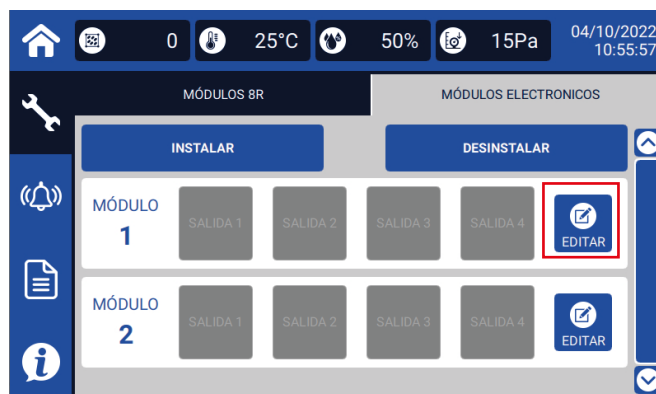 0 25°C 50% 15Pa 04/10/2022
10:55:57
MÓDULOS 8R MÓDULOS ELECTRONICOS
INSTALAR DESINSTALAR
MÓDULO
1
SALIDA 1 SALIDA 2 SALIDA 3 SALIDA 4
EDITAR
MÓDULO
2
SALIDA 1 SALIDA 2 SALIDA 3 SALIDA 4
EDITAR